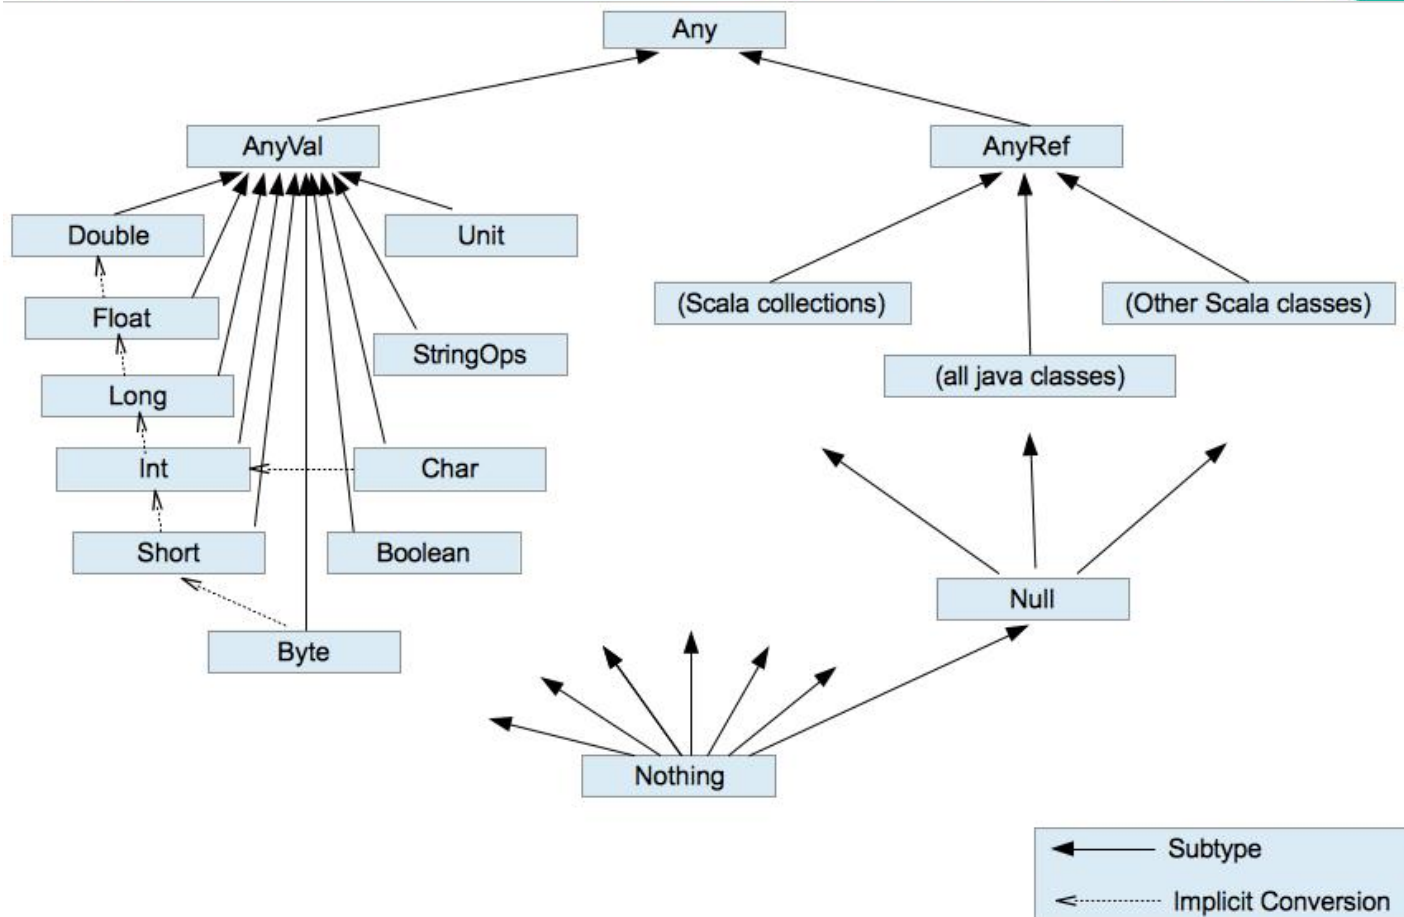 Any
AnyVal
AnyRef
Double
Unit
Float
(Scala collections)
(Other Scala classes)
StringOps
(all java classes)
Long
Int
Char
Short
Boolean
Null
Byte
Nothing
Subtype
Implicit Conversion